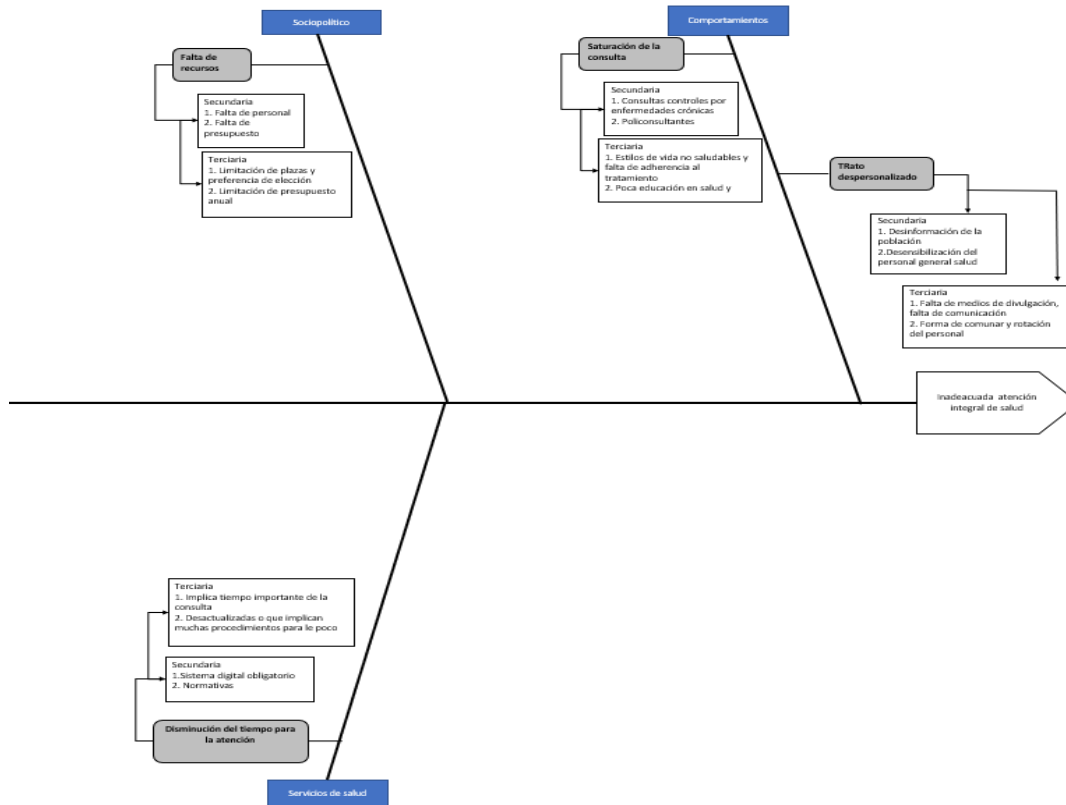 Sociopolítico
Falta de
recursos
Secundaria
1. Falta de personal
2. Falta de
presupuesto
Terciaria
1. Limitación de plazas y
preferencia de elección
2. Limitación de presupuesto
anual
Comportamientos
Saturación de la
consulta
Secundaria
1. Consultas controles por
enfermedades crónicas
2. Policonsultantes
Terciaria
1. Estilos de vida no saludables y
falta de adherencia al
tratamiento
2. Poca educación en salud y
TRato
despersonalizado
Secundaria
1. Desinformación de la
población
2.Desensibilización del
personal general salud
Terciaria
1. Falta de medios de divulgación,
falta de comunicación
2. Forma de comunar y rotación
del personal
Inadeacuada atención
integral de salud
Terciaria
1. Implica tiempo importante de la
consulta
2. Desactualizadas o que implican
muchas procedimientos para le poco
Secundaria
1.Sistema digital obligatorio
2. Normativas
Disminución del tiempo para
la atención
Servicios de salud